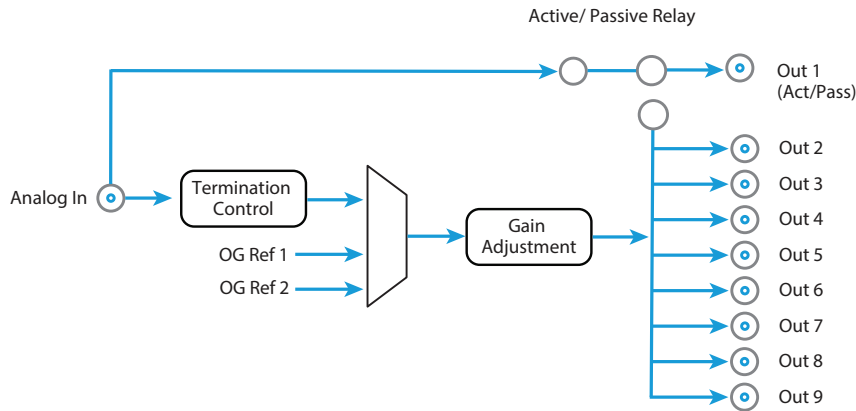 Active/ Passive Relay
Out 1
(Act/Pass)
Out 2
Analog In
Termination
Control
Out 3
Out 4
Gain
Adjustment
OG Ref 1
Out 5
OG Ref 2
Out 6
Out 7
Out 8
Out 9